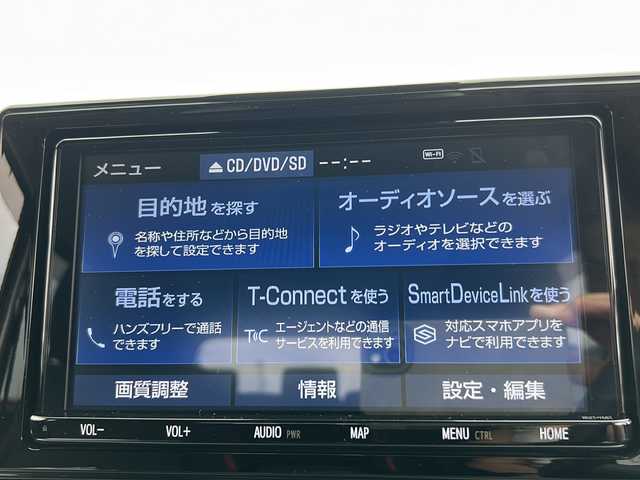 メニュー
CD/DVD/SD --:--
Wi-Fi
目的地を探す
名称や住所などから目的地
を探して設定できます
オーディオソースを選ぶ
ラジオやテレビなどの
オーディオを選択できます
電話をする
ハンズフリーで通話
できます
T-Connectを使う
T C
エージェントなどの通信
サービスを利用できます
SmartDeviceLinkを使う
対応スマホアプリを
ナビで利用できます
画質調整
情報
設定・編集
VOL- VOL+ AUDIO PWR MAP MENU CTRL HOME